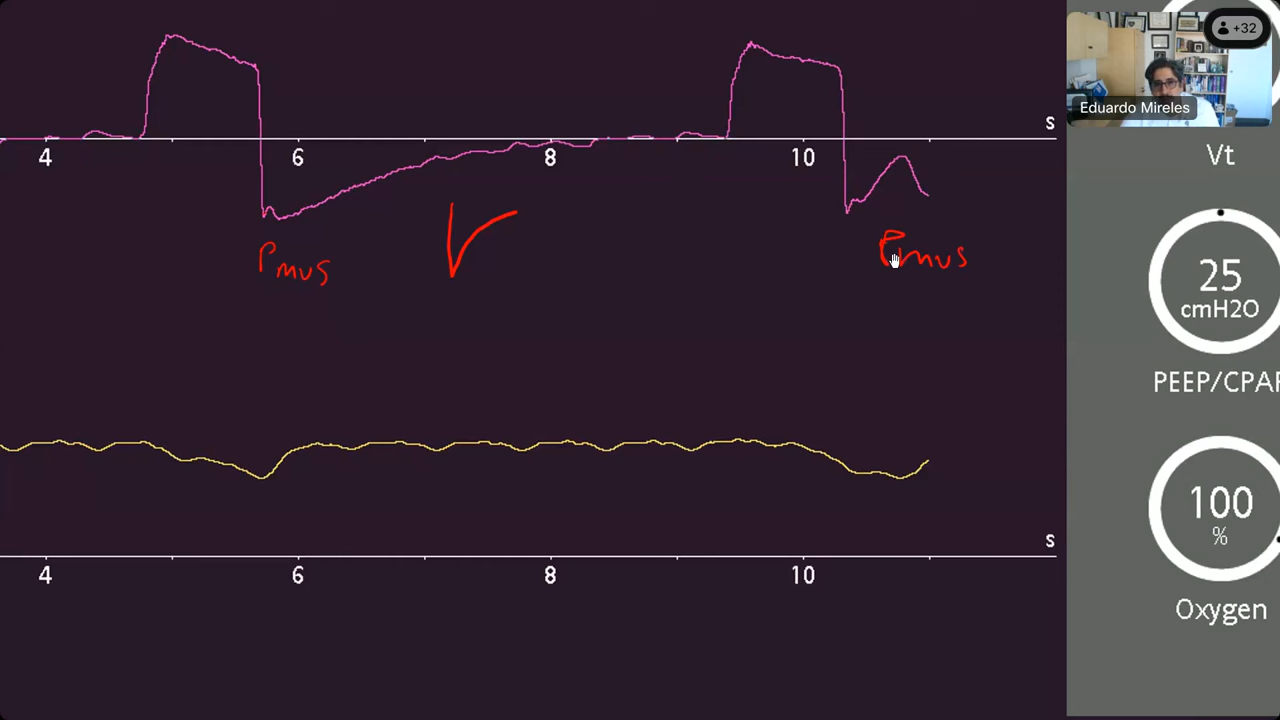 +32
Eduardo Mireles
s
4 6 8 10
Vt
Pmus
Pmus
25
cmH2O
PEEP/CPAP
s
4 6 8 10
100
%
Oxygen